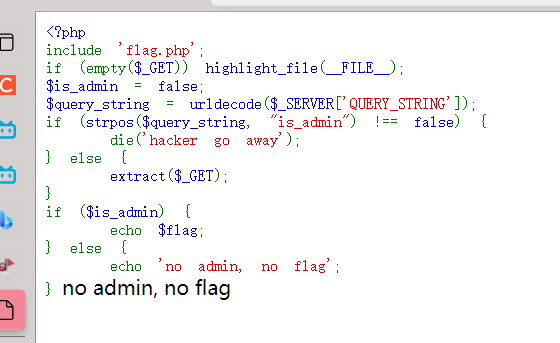 <?php
include 'flag.php';
if (empty($_GET)) highlight_file(__FILE__);
$is_admin = false;
$query_string = urldecode($_SERVER['QUERY_STRING']);
if (strpos($query_string, "is_admin") !== false) {
        die('hacker go away');
} else {
        extract($_GET);
}
if ($is_admin) {
        echo $flag;
} else {
        echo 'no admin, no flag';
} no admin, no flag